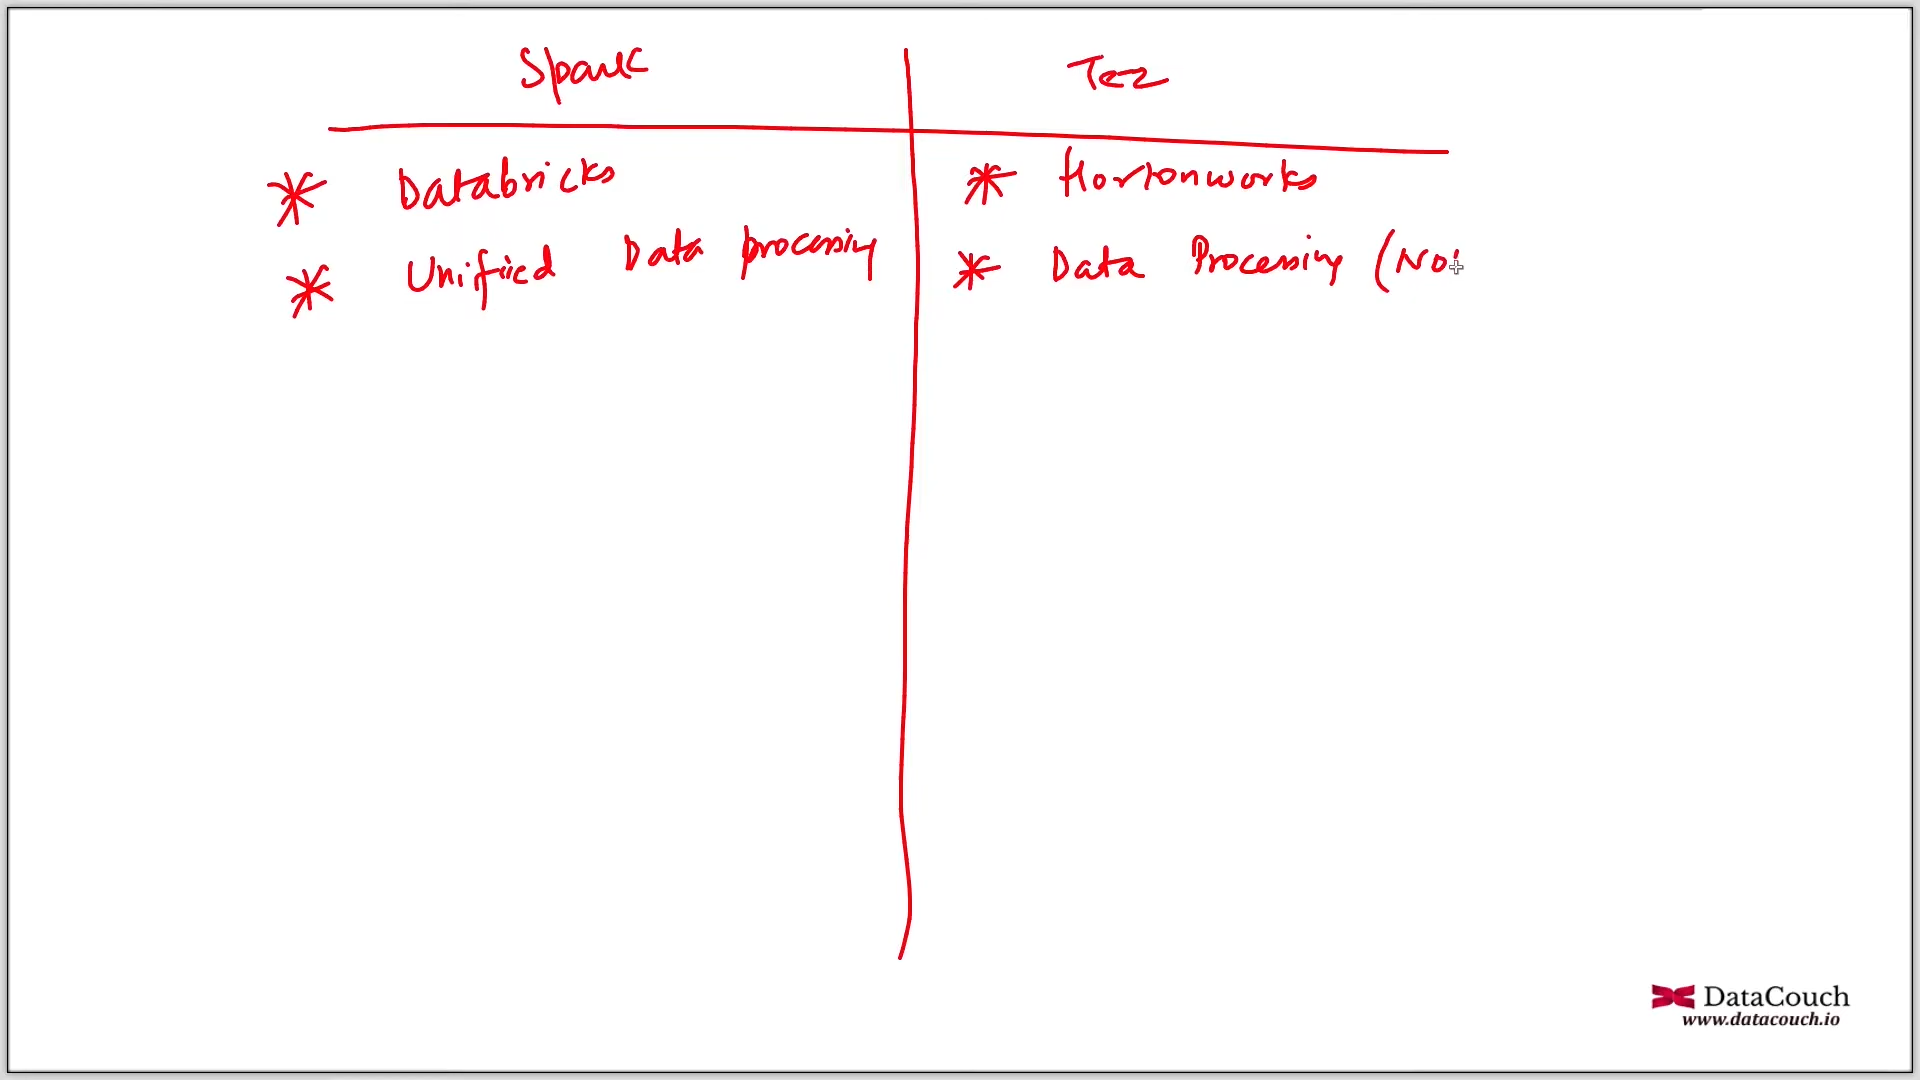 Spark Tez
* Databricks * Hortonworks
* Unified Data processing * Data Processing (No
DataCouch
www.datacouch.io